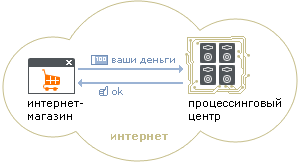 ваши деньги
ok
интернет-
магазин
процессинговый
центр
интернет